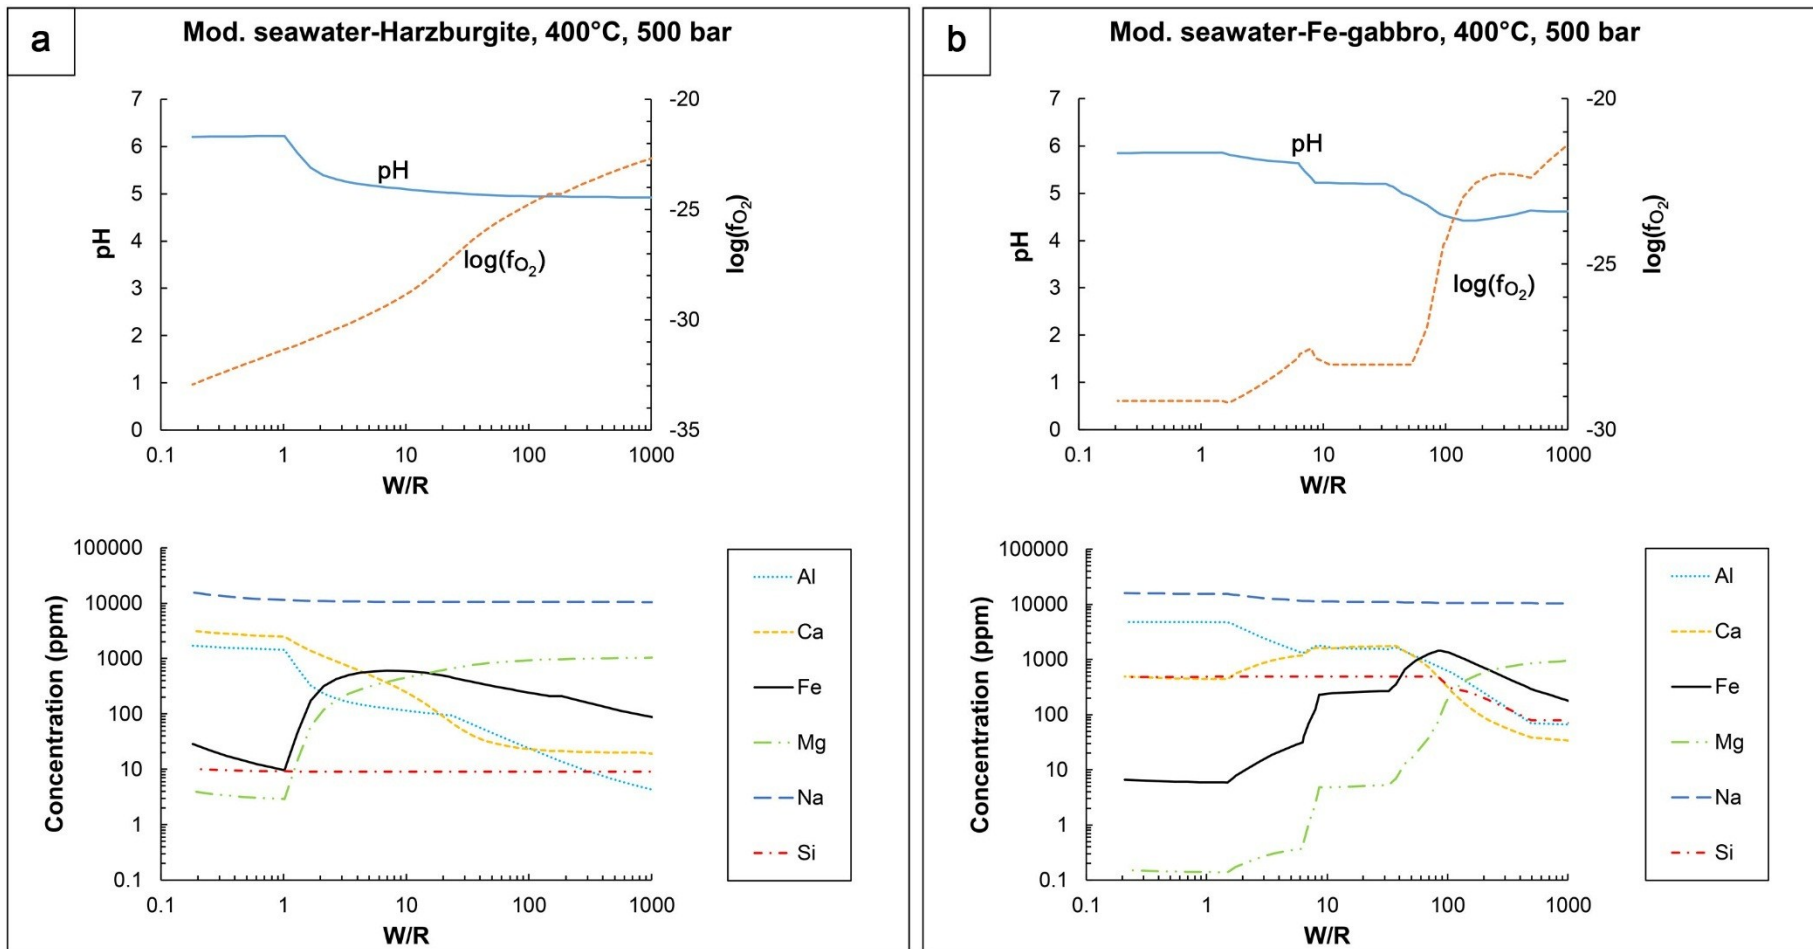 a
Mod. seawater-Harzburgite, 400°C, 500 bar
7
6
5
4
3
2
1
0
pH
-20
-25
-30
-35
log(fO2)
pH
log(fO2)
0.1 1 10 100 1000
W/R
100000
10000
1000
100
10
1
0.1
Concentration (ppm)
0.1 1 10 100 1000
W/R
Al
Ca
Fe
Mg
Na
Si
b
Mod. seawater-Fe-gabbro, 400°C, 500 bar
7
6
5
4
3
2
1
0
pH
-20
-25
-30
log(fO2)
pH
log(fO2)
0.1 1 10 100 1000
W/R
100000
10000
1000
100
10
1
0.1
Concentration (ppm)
0.1 1 10 100 1000
W/R
Al
Ca
Fe
Mg
Na
Si